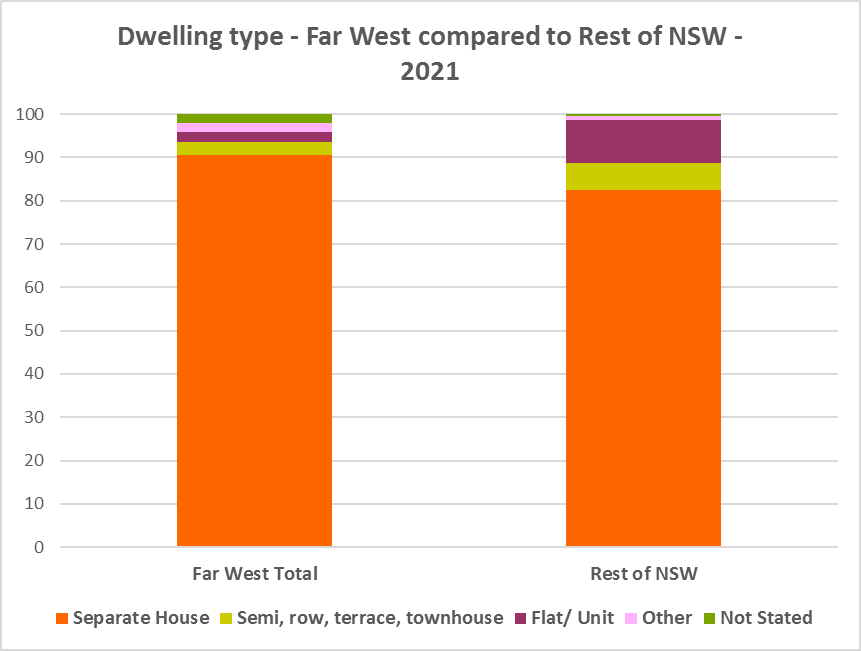 Dwelling type - Far West compared to Rest of NSW -
2021
100
90
80
70
60
50
40
30
20
10
0
Far West Total
Rest of NSW
Separate House
Semi, row, terrace, townhouse
Flat/ Unit
Other
Not Stated